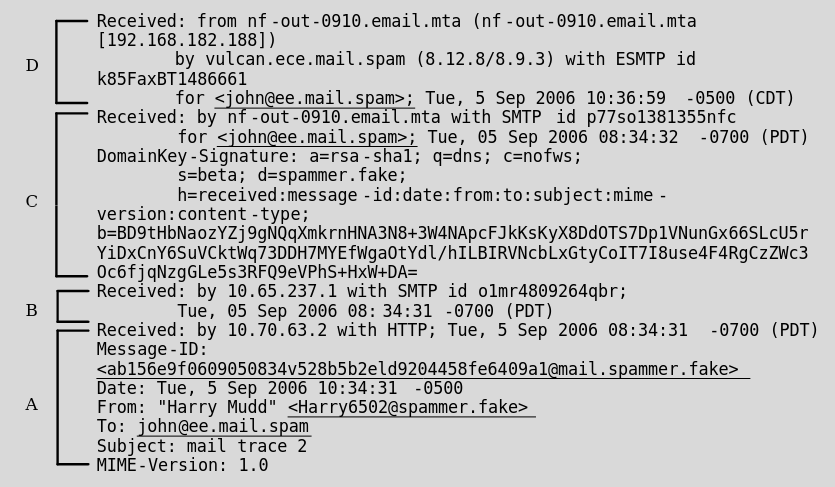 Received: from nf-out-0910.email.mta (nf-out-0910.email.mta
[192.168.182.188])
D
by vulcan.ece.mail.spam (8.12.8/8.9.3) with ESMTP id
k85FaxBT1486661
for <john@ee.mail.spam>; Tue, 5 Sep 2006 10:36:59 -0500 (CDT)
Received: by nf-out-0910.email.mta with SMTP id p77so1381355nfc
for <john@ee.mail.spam>; Tue, 05 Sep 2006 08:34:32 -0700 (PDT)
DomainKey-Signature: a=rsa-sha1; q=dns; c=nofws;
s=beta; d=spammer.fake;
C
h=received:message-id:date:from:to:subject:mime-
version:content-type;
b=BD9tHbNaozYZj9gNQqXmkrnHNA3N8+3W4NApcFJkKsKyX8DdOTS7Dp1VNunGx66SLcU5r
YiDxCnY6SuVCktWq73DDH7MYEfWgaOtYdl/hILBIRVNcbLxGtyCoIT7I8use4F4RgCzZWc3
Oc6fjqNzgGLe5s3RFQ9eVPhS+HxW+DA=
Received: by 10.65.237.1 with SMTP id o1mr4809264qbr;
B
Tue, 05 Sep 2006 08:34:31 -0700 (PDT)
Received: by 10.70.63.2 with HTTP; Tue, 5 Sep 2006 08:34:31 -0700 (PDT)
Message-ID:
<ab156e9f0609050834v528b5b2eld9204458fe6409a1@mail.spammer.fake>
Date: Tue, 5 Sep 2006 10:34:31 -0500
A
From: "Harry Mudd" <Harry6502@spammer.fake>
To: john@ee.mail.spam
Subject: mail trace 2
MIME-Version: 1.0